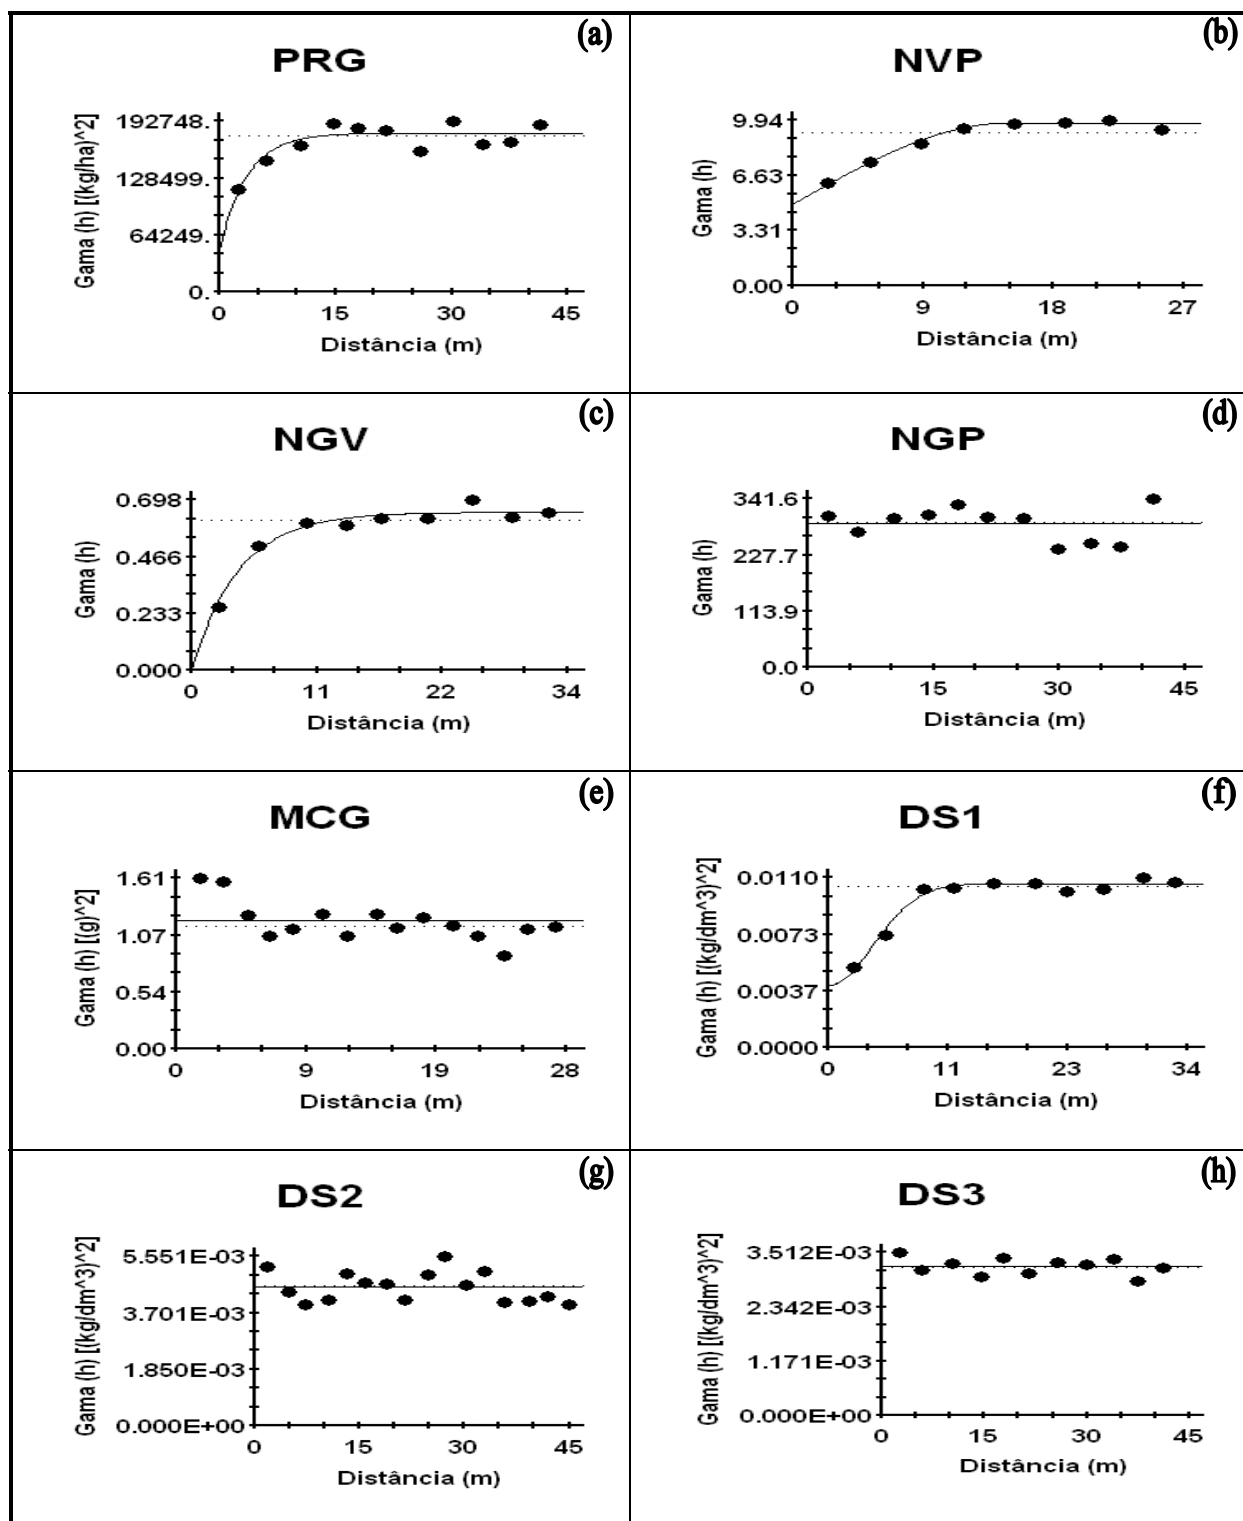 (a)
PRG
Gama (h) [(kg/ha)^2]
192748.
128499.
64249.
0.
0 15 30 45
Distância (m)
(b)
NVP
Gama (h)
9.94
6.63
3.31
0.00
0 9 18 27
Distância (m)
(c)
NGV
Gama (h)
0.698
0.466
0.233
0.000
0 11 22 34
Distância (m)
(d)
NGP
Gama (h)
341.6
227.7
113.9
0.0
0 15 30 45
Distância (m)
(e)
MCG
Gama (h) [(g)^2]
1.61
1.07
0.54
0.00
0 9 19 28
Distância (m)
(f)
DS1
Gama (h) [(kg/dm^3)^2]
0.0110
0.0073
0.0037
0.0000
0 11 23 34
Distância (m)
(g)
DS2
Gama (h) [(kg/dm^3)^2]
5.551E-03
3.701E-03
1.850E-03
0.000E+00
0 15 30 45
Distância (m)
(h)
DS3
Gama (h) [(kg/dm^3)^2]
3.512E-03
2.342E-03
1.171E-03
0.000E+00
0 15 30 45
Distância (m)